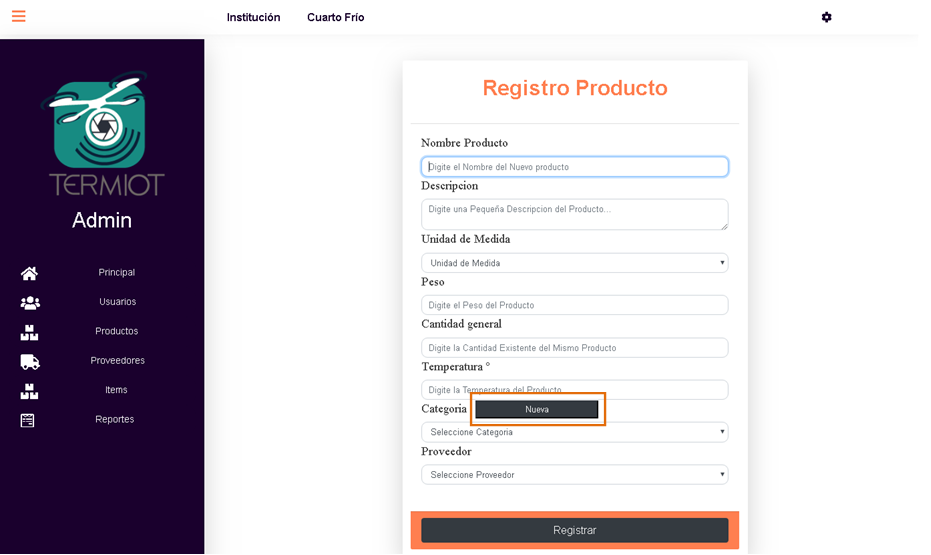 Institución Cuarto Frío
TERMIOT
Admin
Principal
Usuarios
Productos
Proveedores
Items
Reportes
Registro Producto
Nombre Producto
Digite el Nombre del Nuevo producto
Descripcion
Digite una Pequeña Descripcion del Producto...
Unidad de Medida
Unidad de Medida
Peso
Digite el Peso del Producto
Cantidad general
Digite la Cantidad Existente del Mismo Producto
Temperatura °
Digite la Temperatura del Producto
Categoria Nueva
Seleccione Categoria
Proveedor
Seleccione Proveedor
Registrar